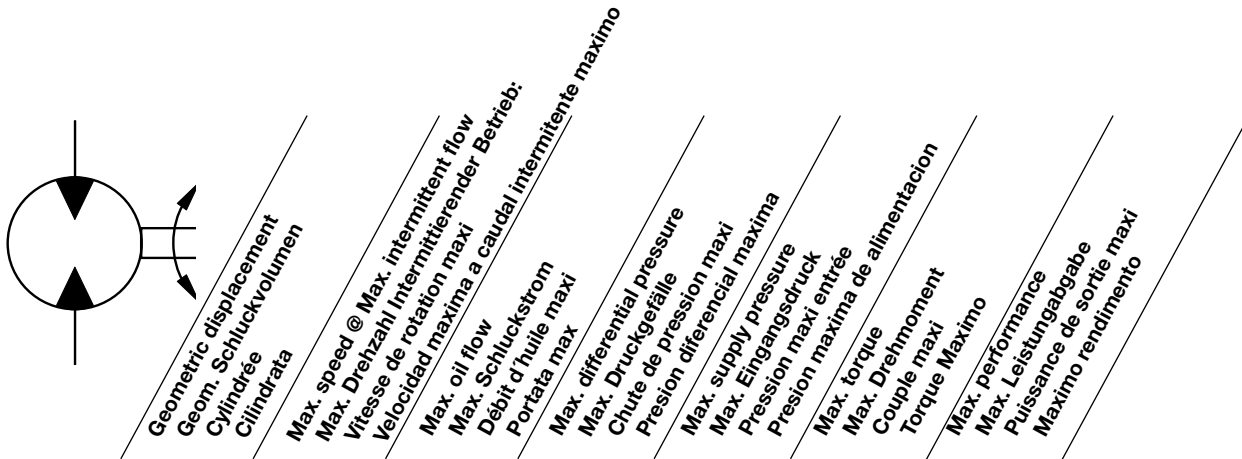 Geometric displacement
Geom. Schluckvolumen
Cylindrée
Cilindrata
Max. speed @ Max. intermittent flow
Max. Drehzahl Intermittierender Betrieb:
Vitesse de rotation maxi
Velocidad maxima a caudal intermitente maximo
Max. oil flow
Max. Schluckstrom
Débit d'huile maxi
Portata max
Max. differential pressure
Max. Druckgefälle
Chute de pression maxi
Presion diferencial maxima
Max. supply pressure
Max. Eingangsdruck
Pression maxi entrée
Presion maxima de alimentacion
Max. torque
Max. Drehmoment
Couple maxi
Torque Maximo
Max. performance
Max. Leistungabgabe
Puissance de sortie maxi
Maximo rendimento